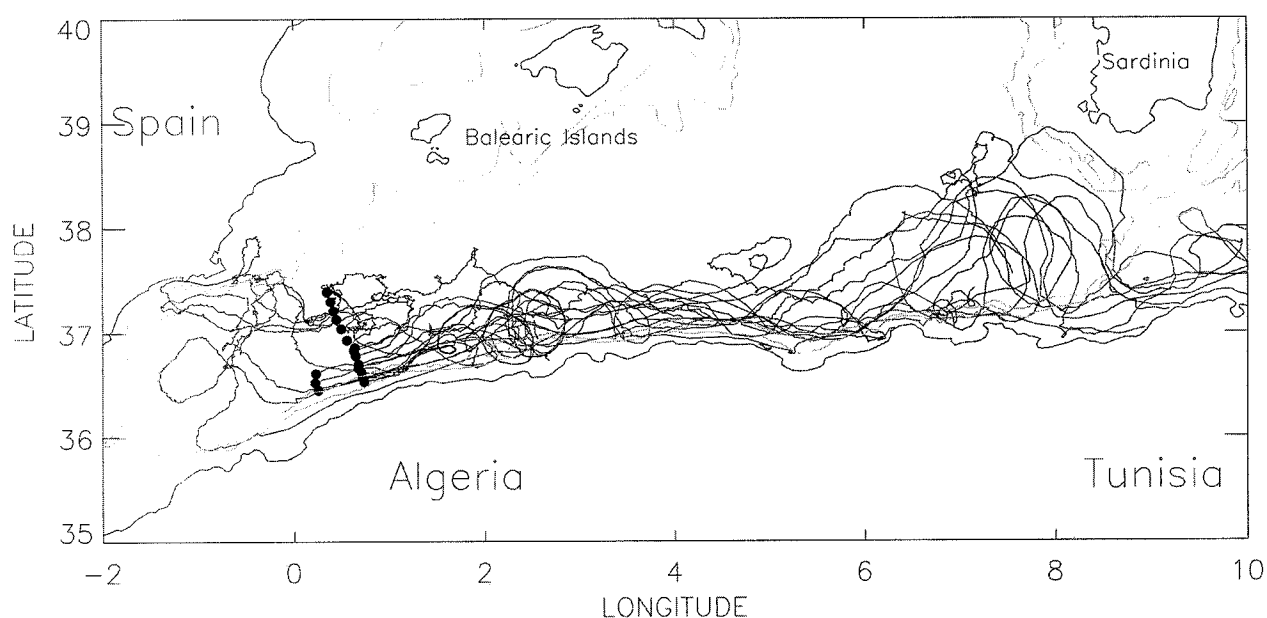 40
Sardinia
39
Spain
Balearic Islands
38
LATITUDE
37
36
Algeria
Tunisia
35
-2
0
2
4
6
8
10
LONGITUDE